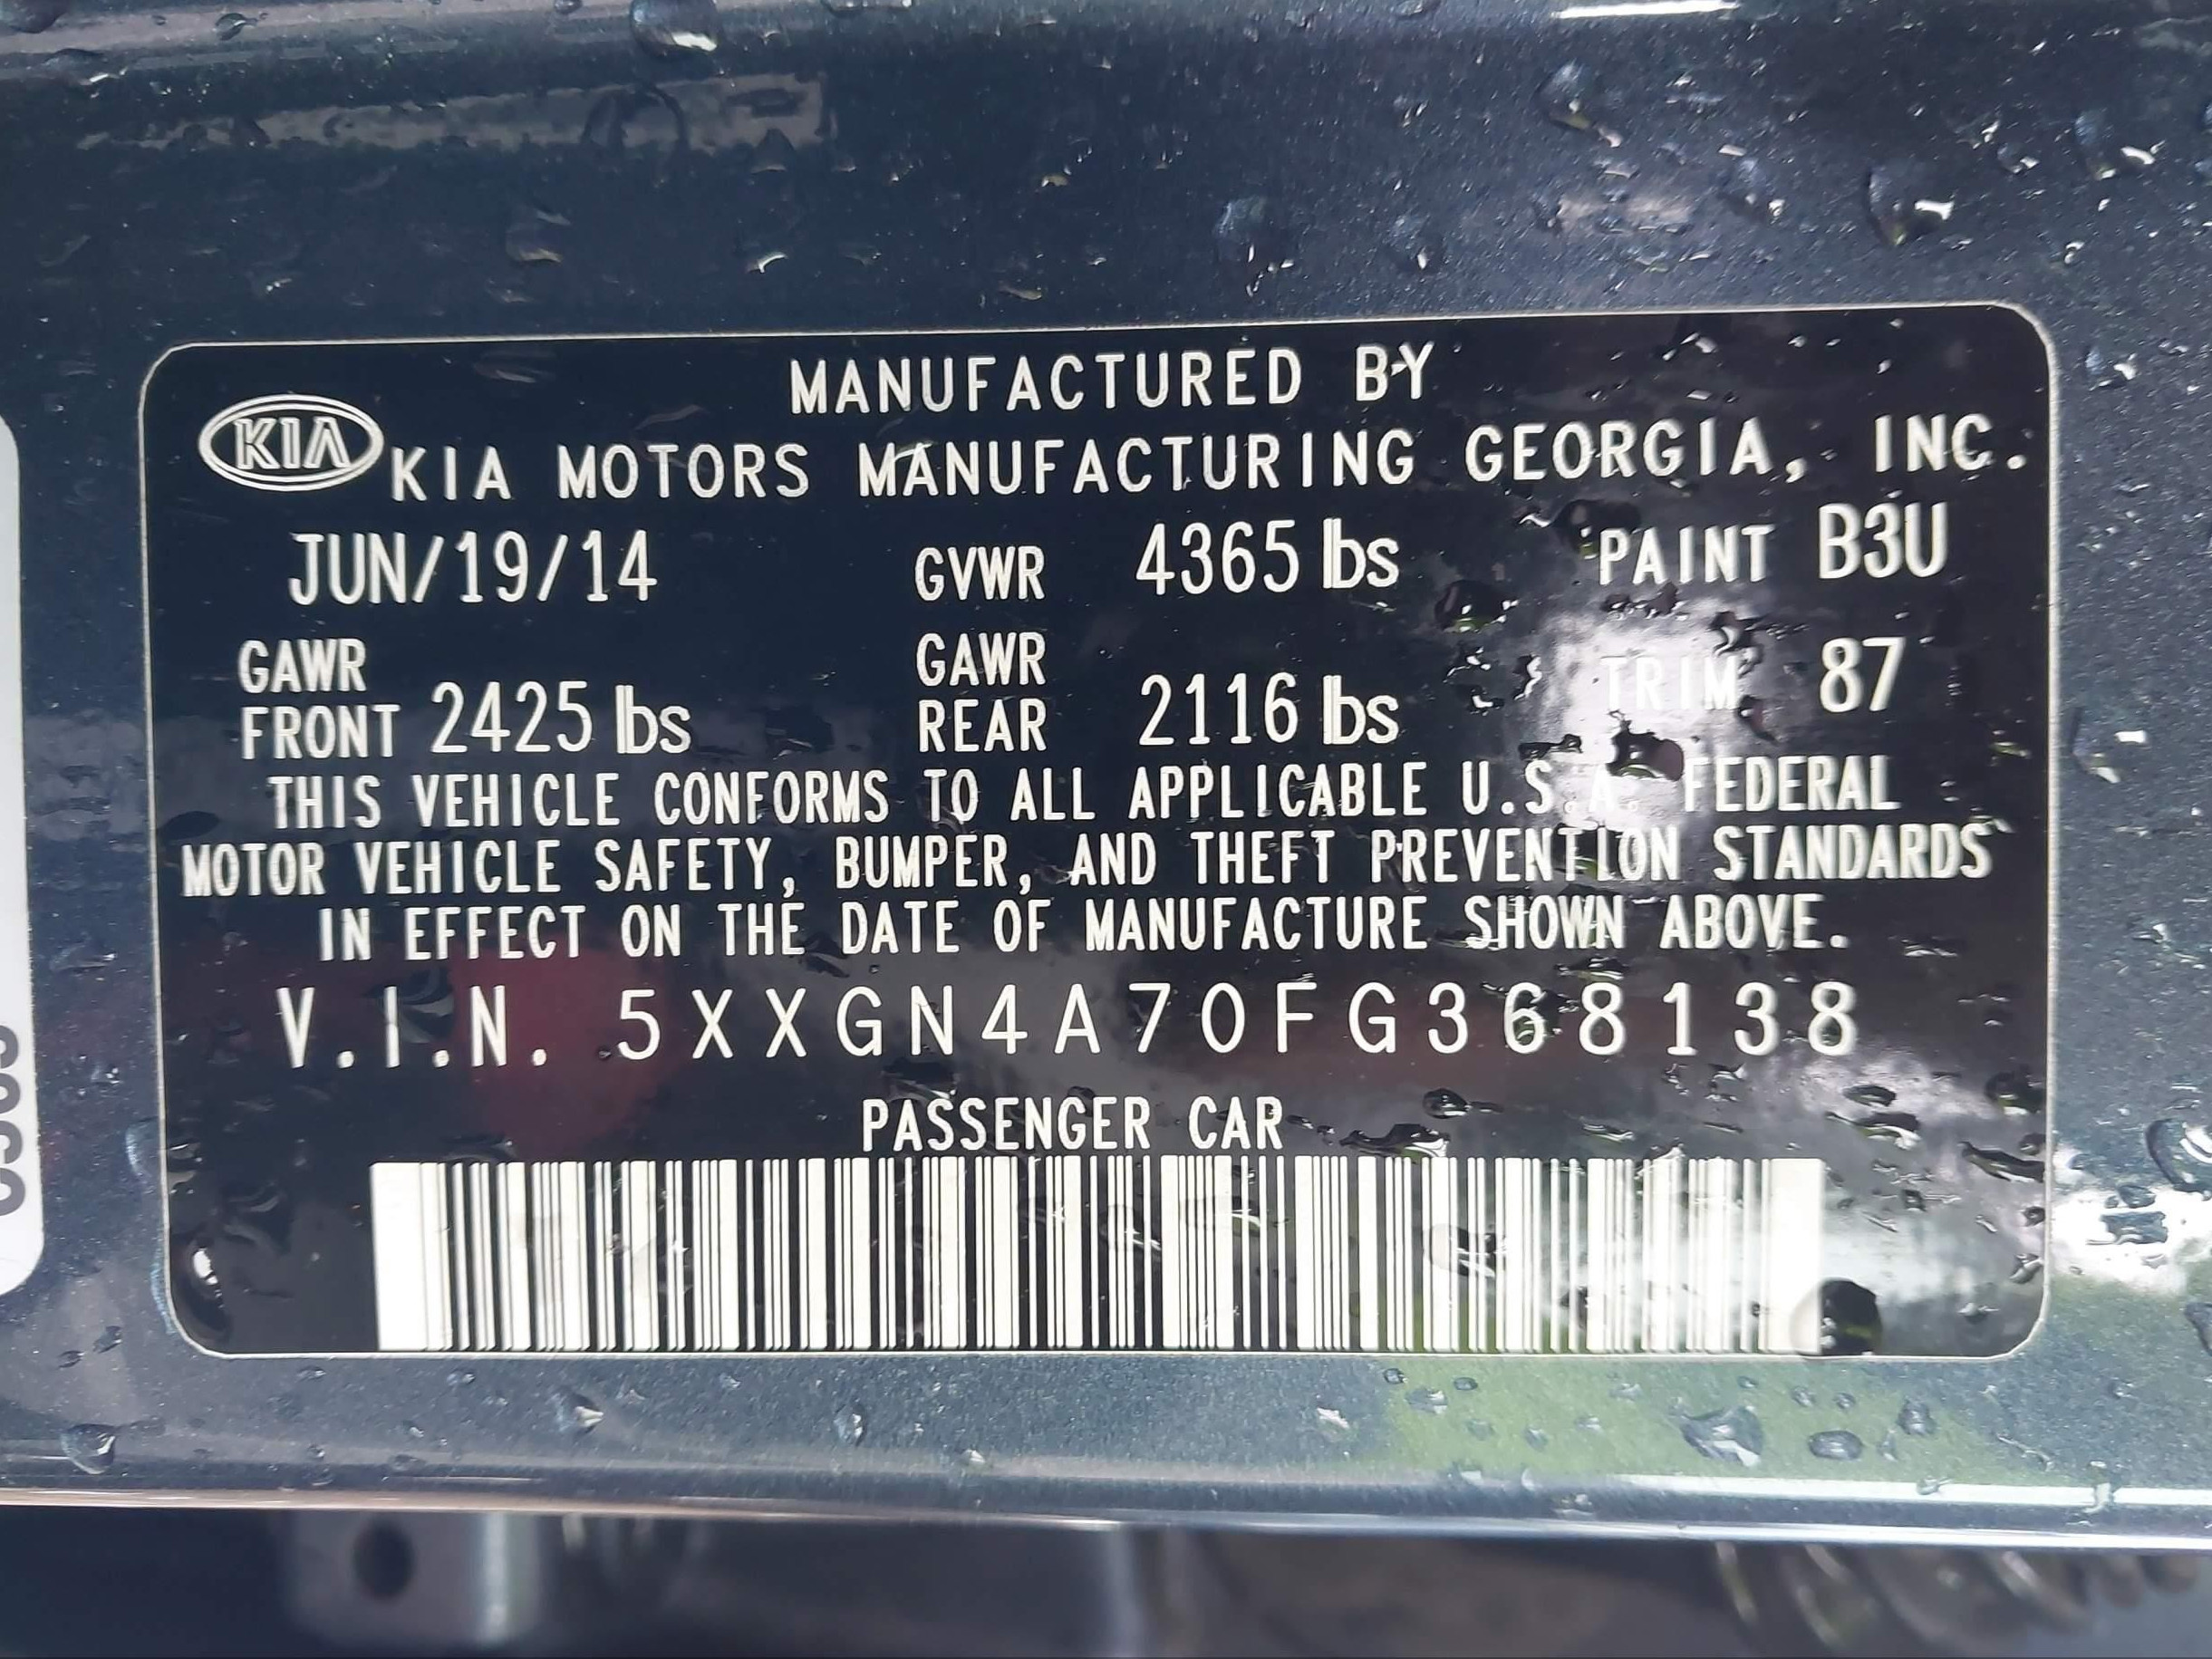 MANUFACTURED BY
KIA KIA MOTORS MANUFACTURING GEORGIA, INC.
JUN/19/14 GVWR 4365 lbs PAINT B3U
GAWR FRONT 2425 lbs GAWR REAR 2116 lbs TRIM 87
THIS VEHICLE CONFORMS TO ALL APPLICABLE U.S.A. FEDERAL
MOTOR VEHICLE SAFETY, BUMPER, AND THEFT PREVENTION STANDARDS
IN EFFECT ON THE DATE OF MANUFACTURE SHOWN ABOVE.
V.I.N. 5XXGN4A70FG368138
PASSENGER CAR